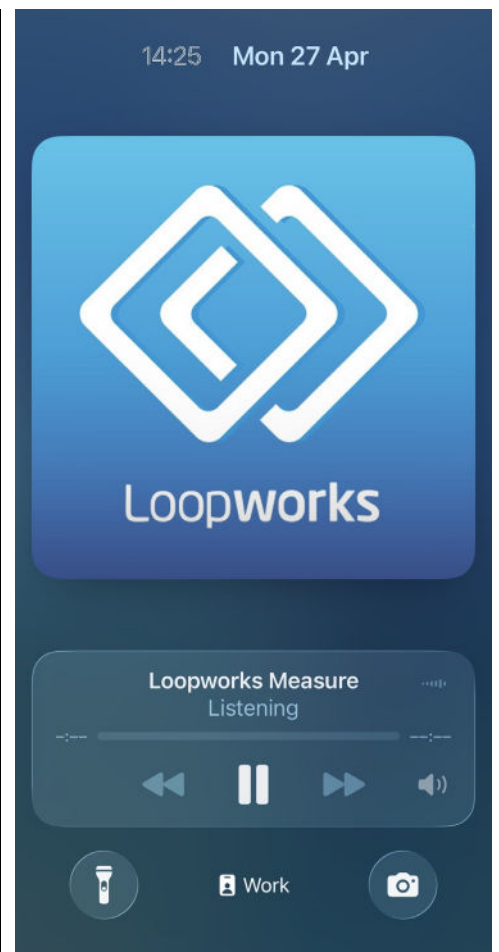 14:25 Mon 27 Apr
Loopworks
Loopworks Measure
Listening
-:-- --:--
Work